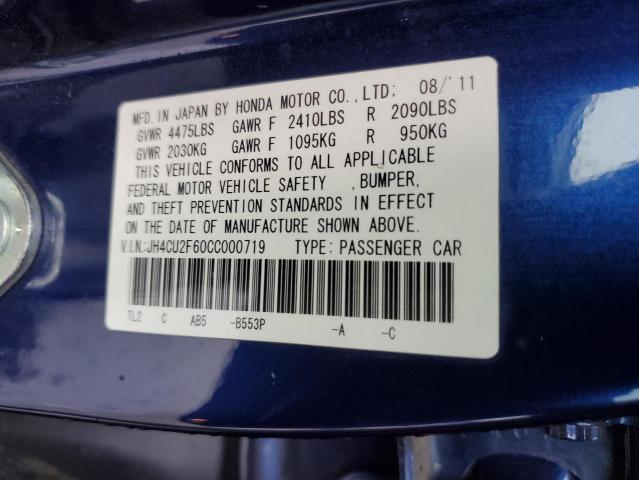 MFD. IN JAPAN BY HONDA MOTOR CO., LTD; 08/'11
GVWR 4475LBS GAWR F 2410LBS R 2090LBS
GVWR 2030KG GAWR F 1095KG R 950KG
THIS VEHICLE CONFORMS TO ALL APPLICABLE
FEDERAL MOTOR VEHICLE SAFETY , BUMPER,
AND THEFT PREVENTION STANDARDS IN EFFECT
ON THE DATE OF MANUFACTURE SHOWN ABOVE.
V.I.N.:JH4CU2F60CC000719 TYPE: PASSENGER CAR
TL2 C AB5 -B553P -A -C